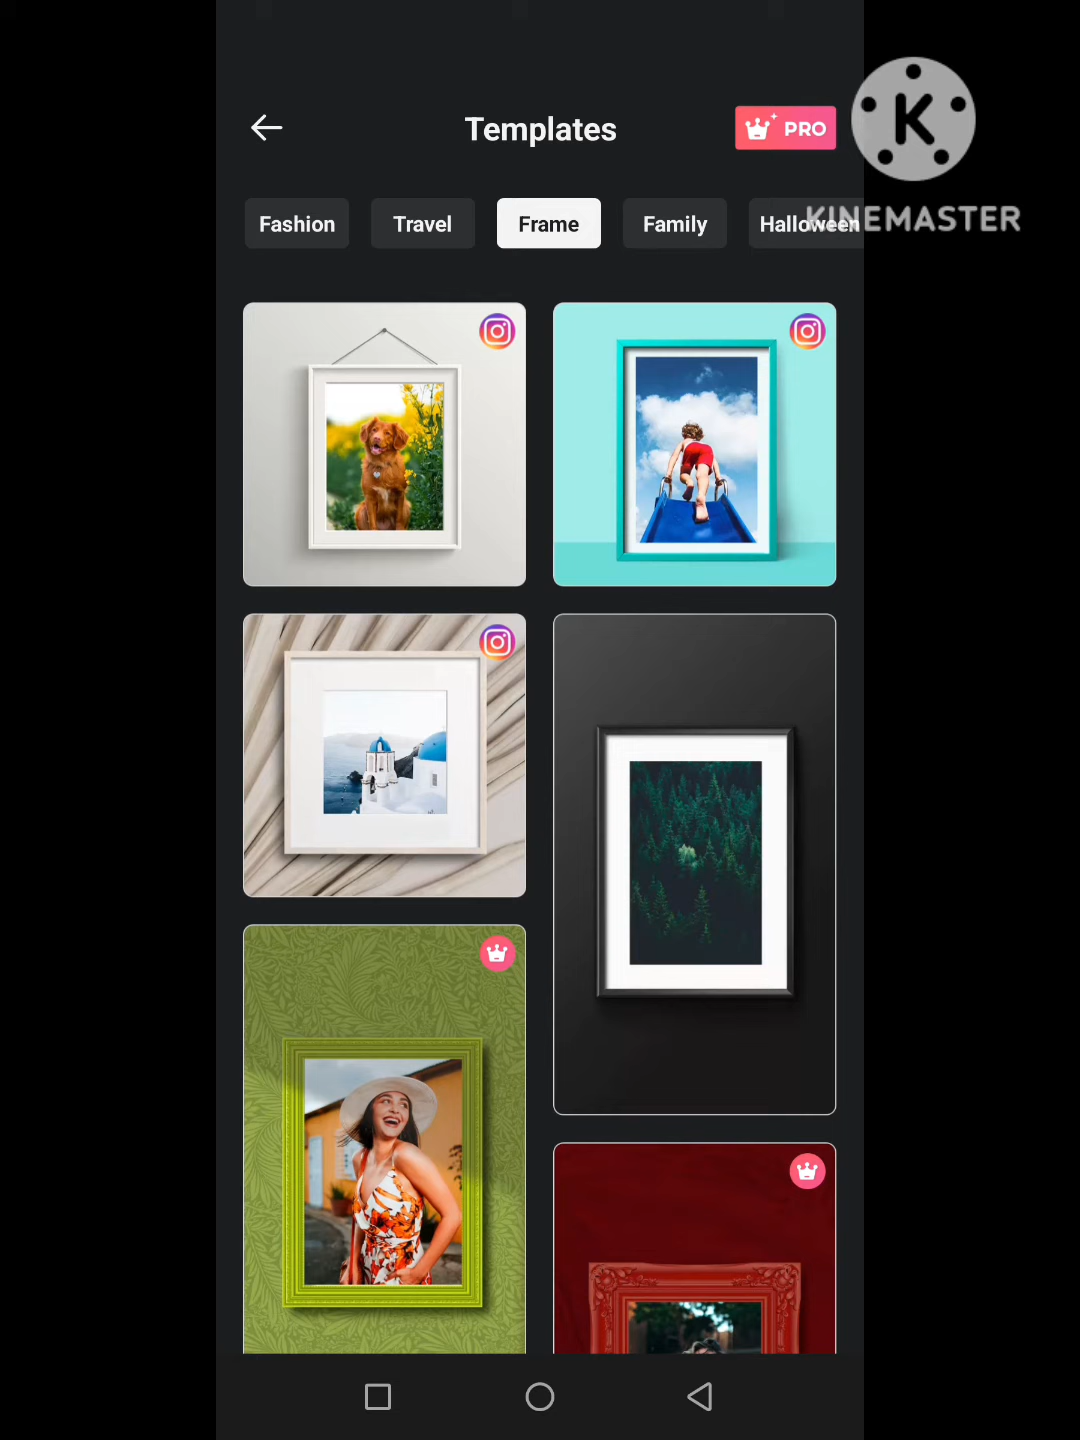 Templates
PRO
KINEMASTER
Fashion
Travel
Frame
Family
Halloween